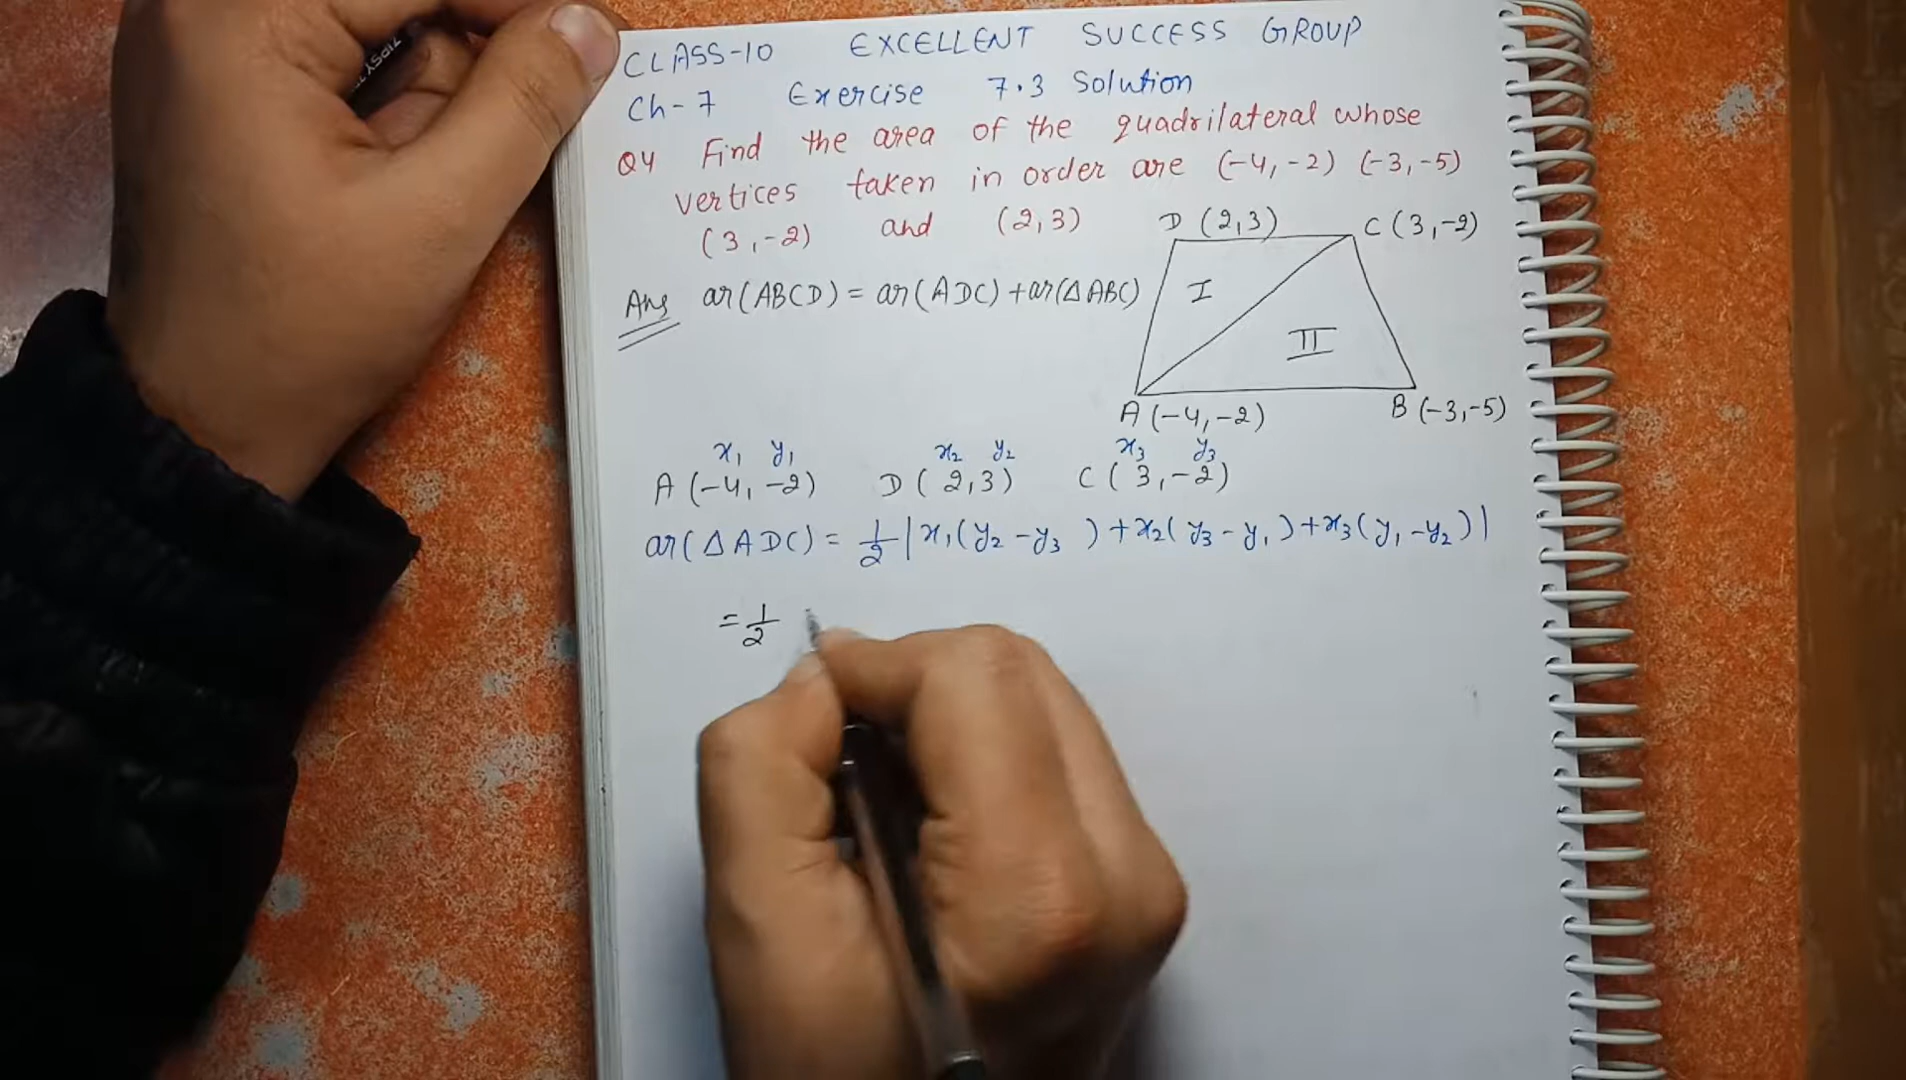 CLASS-10 EXCELLENT SUCCESS GROUP
Ch-7 Exercise 7.3 Solution
Q4 Find the area of the quadrilateral whose
vertices taken in order are (-4,-2) (-3,-5)
(3,-2) and (2,3)
D (2,3) C (3,-2)
Ans ar(ABCD) = ar(ADC) + ar(△ABC)
I
II
A (-4,-2) B (-3,-5)
x₁ y₁ x₂ y₂ x₃ y₃
A (-4,-2) D (2,3) C (3,-2)
ar(△ADC) = 1/2 |x₁(y₂-y₃) + x₂(y₃-y₁) + x₃(y₁-y₂)|
= 1/2